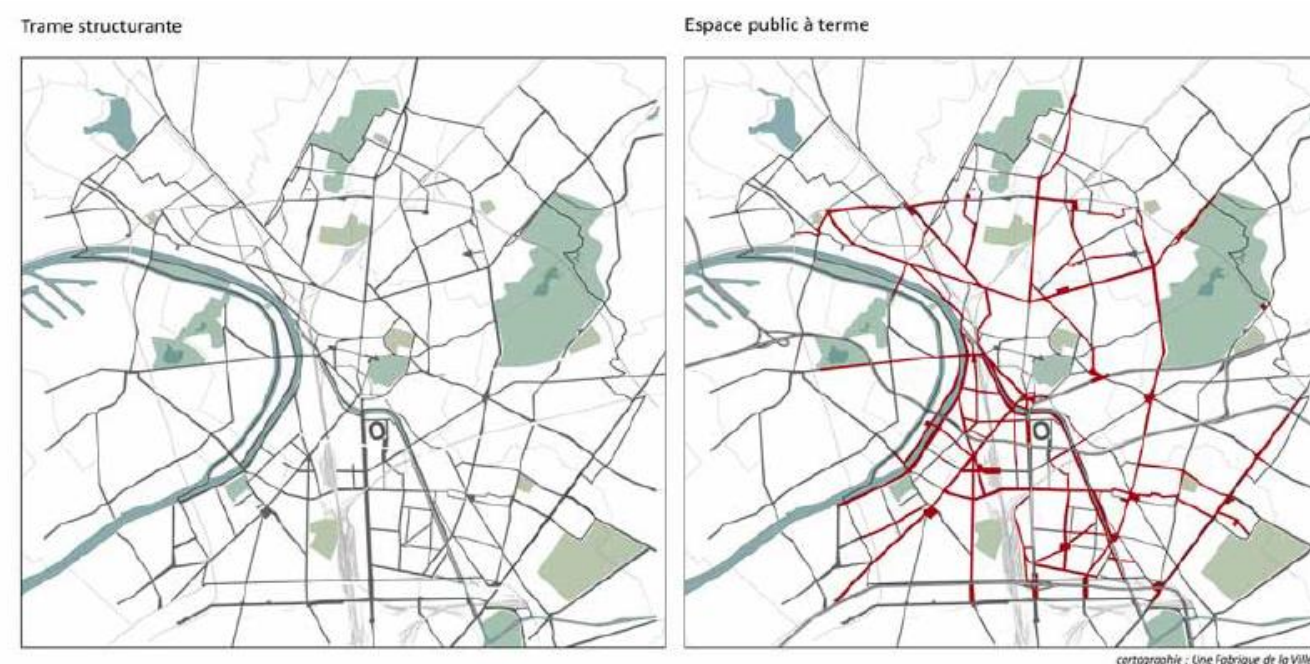 Trame structurante
Espace public à terme
cartographie : Une Fabrique de la Ville